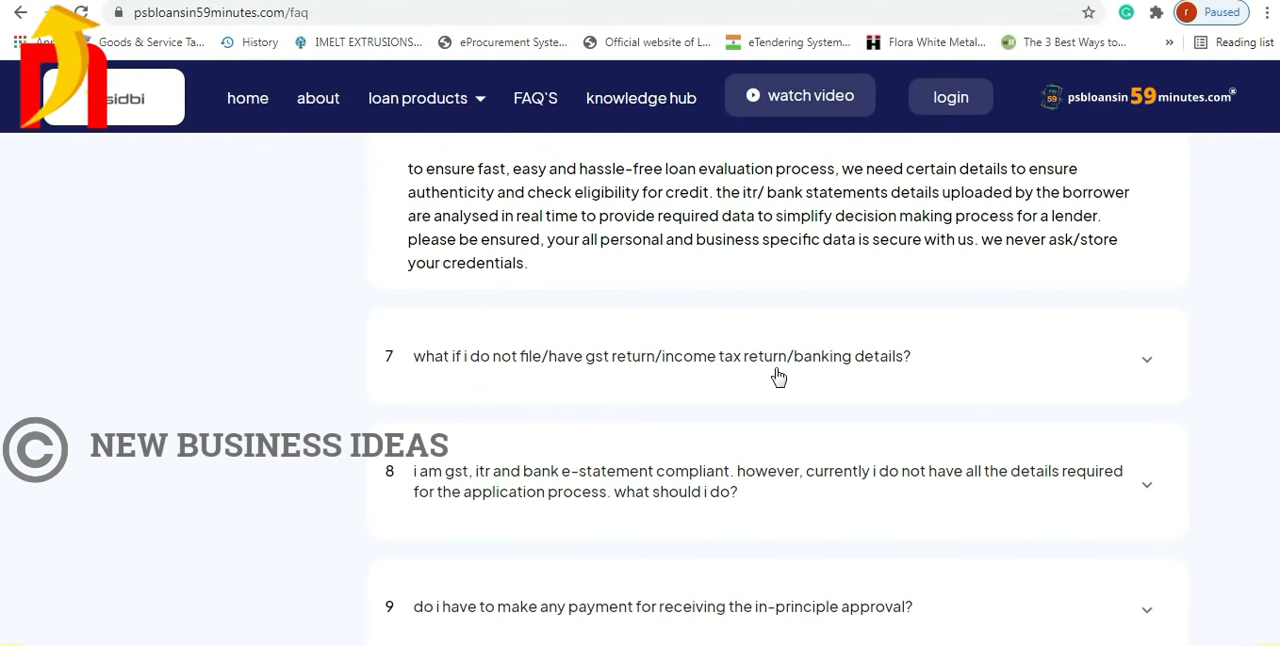 psbloansin59minutes.com/faq
r Paused
Goods & Service Ta... History IMELT EXTRUSIONS... eProcurement Syste... Official website of L... eTendering System... Flora White Metal... The 3 Best Ways to... » Reading list
sidbi home about loan products FAQ'S knowledge hub watch video login psbloansin59minutes.com
to ensure fast, easy and hassle-free loan evaluation process, we need certain details to ensure
authenticity and check eligibility for credit. the itr/ bank statements details uploaded by the borrower
are analysed in real time to provide required data to simplify decision making process for a lender.
please be ensured, your all personal and business specific data is secure with us. we never ask/store
your credentials.
7 what if i do not file/have gst return/income tax return/banking details?
© NEW BUSINESS IDEAS
8 i am gst, itr and bank e-statement compliant. however, currently i do not have all the details required
for the application process. what should i do?
9 do i have to make any payment for receiving the in-principle approval?